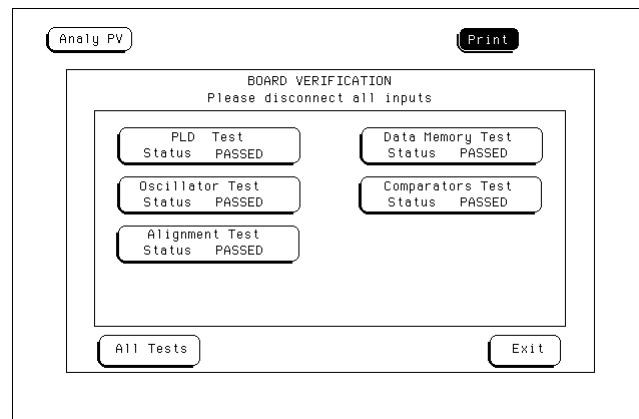 Analy PV
Print
BOARD VERIFICATION
Please disconnect all inputs
PLD Test
Status PASSED
Data Memory Test
Status PASSED
Oscillator Test
Status PASSED
Comparators Test
Status PASSED
Alignment Test
Status PASSED
All Tests
Exit